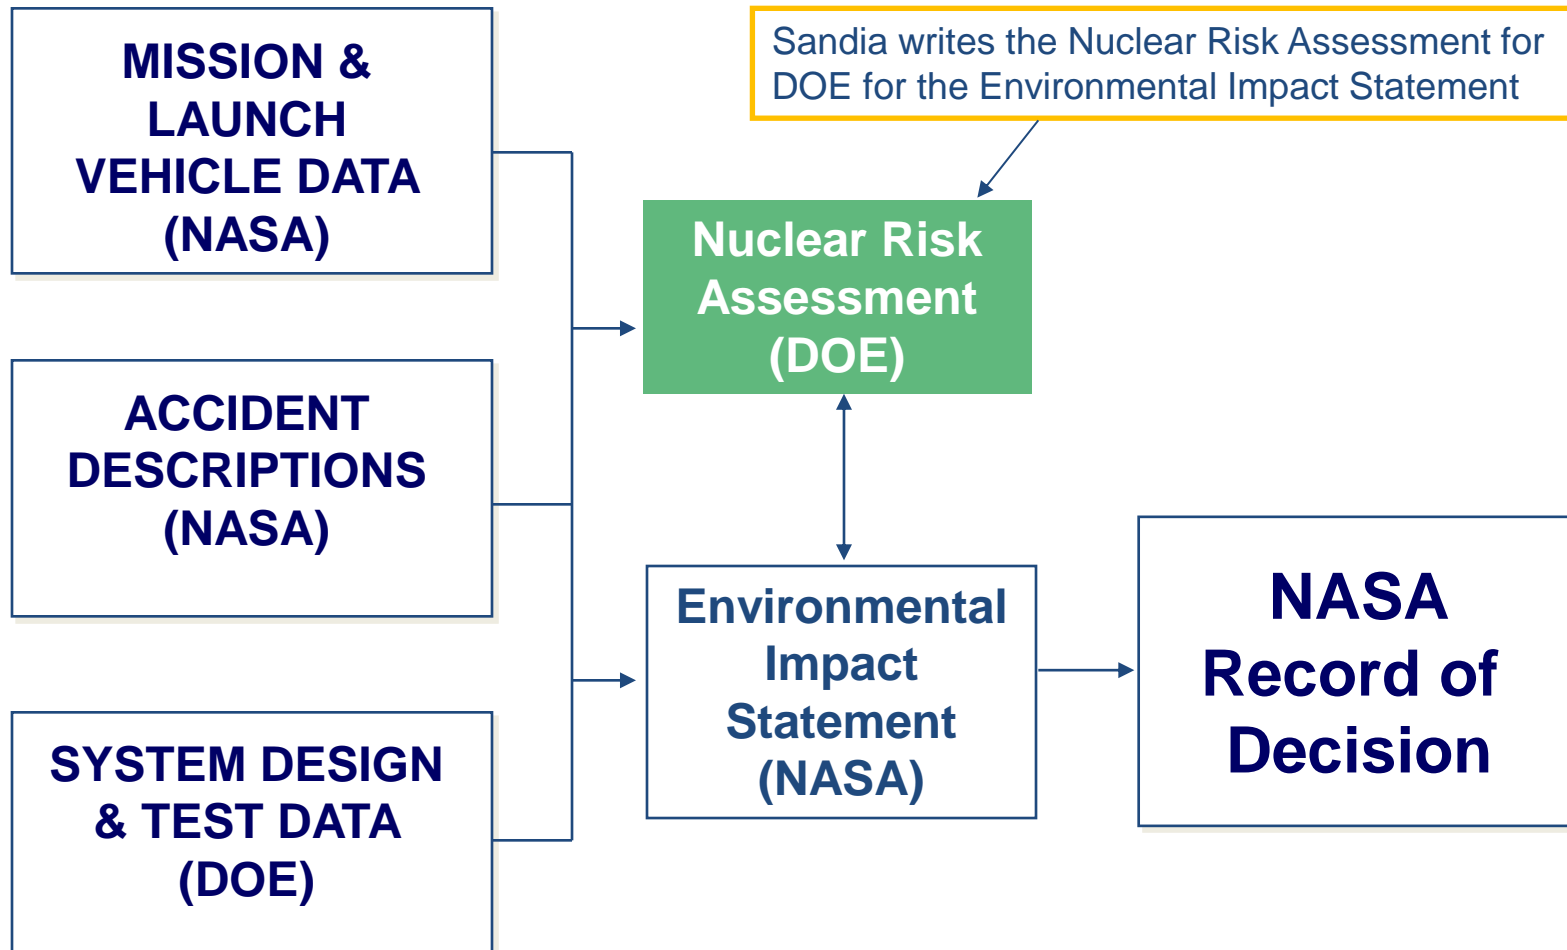 MISSION &
LAUNCH
VEHICLE DATA
(NASA)
Sandia writes the Nuclear Risk Assessment for
DOE for the Environmental Impact Statement
Nuclear Risk
Assessment
(DOE)
ACCIDENT
DESCRIPTIONS
(NASA)
Environmental
Impact
Statement
(NASA)
NASA
Record of
Decision
SYSTEM DESIGN
& TEST DATA
(DOE)